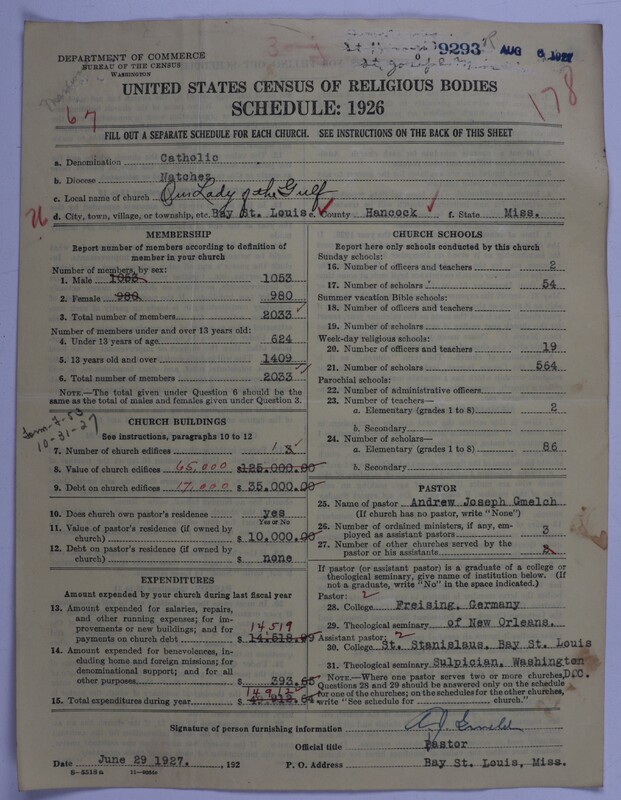 9293 AUG 6 1927
DEPARTMENT OF COMMERCE
BUREAU OF THE CENSUS
WASHINGTON
UNITED STATES CENSUS OF RELIGIOUS BODIES
SCHEDULE: 1926
67
178
FILL OUT A SEPARATE SCHEDULE FOR EACH CHURCH. SEE INSTRUCTIONS ON THE BACK OF THIS SHEET
a. Denomination Catholic
b. Diocese Natchez
c. Local name of church Our Lady of the Gulf
d. City, town, village, or township, etc. Bay St. Louis e. County Hancock f. State Miss.
MEMBERSHIP
Report number of members according to definition of member in your church
Number of members, by sex:
1. Male 1053 1053
2. Female 980 980
3. Total number of members 2033
Number of members under and over 13 years old:
4. Under 13 years of age 624
5. 13 years old and over 1409
6. Total number of members 2033
NOTE.—The total given under Question 6 should be the same as the total of males and females given under Question 3.
10-31-27
CHURCH BUILDINGS
See instructions, paragraphs 10 to 12
7. Number of church edifices 1 3
8. Value of church edifices 65,000 $125.000.00
9. Debt on church edifices 17,000 $ 35,000.00
10. Does church own pastor's residence? yes
Yes or No
11. Value of pastor's residence (if owned by
church) $ 10,000.00
12. Debt on pastor's residence (if owned by
church) $ none
EXPENDITURES
Amount expended by your church during last fiscal year
13. Amount expended for salaries, repairs,
and other running expenses; for im-
provements or new buildings; and for 14519
payments on church debt $ 14.518.99
14. Amount expended for benevolences, including home and foreign missions; for
denominational support; and for all
other purposes $ 393.65
15. Total expenditures during year $ 14,912.64
CHURCH SCHOOLS
Report here only schools conducted by this church
Sunday schools:
16. Number of officers and teachers 2
17. Number of scholars 54
Summer vacation Bible schools:
18. Number of officers and teachers
19. Number of scholars
Week-day religious schools:
20. Number of officers and teachers 19
21. Number of scholars 564
Parochial schools:
22. Number of administrative officers
23. Number of teachers—
a. Elementary (grades 1 to 8) 2
b. Secondary
24. Number of scholars—
a. Elementary (grades 1 to 8) 86
b. Secondary
PASTOR
25. Name of pastor Andrew Joseph Gmelch
(If church has no pastor, write "None")
26. Number of ordained ministers, if any, em-
ployed as assistant pastors 3
27. Number of other churches served by the
pastor or his assistants 3
If pastor (or assistant pastor) is a graduate of a college or
theological seminary, give name of institution below. (If
not a graduate, write "No" in the space indicated.)
Pastor: 2
28. College Freising, Germany
29. Theological seminary of New Orleans.
Assistant pastor: 2
30. College St. Stanislaus, Bay St. Louis
31. Theological seminary Sulpician, Washington D.C.
NOTE.—Where one pastor serves two or more churches,
Questions 28 and 29 should be answered only on the schedule
for one of the churches; on the schedules for the other churches,
write "See schedule for church."
Signature of person furnishing information A J Gmelch
Official title Pastor
Date June 29 1927. , 192 P. O. Address Bay St. Louis, Miss.